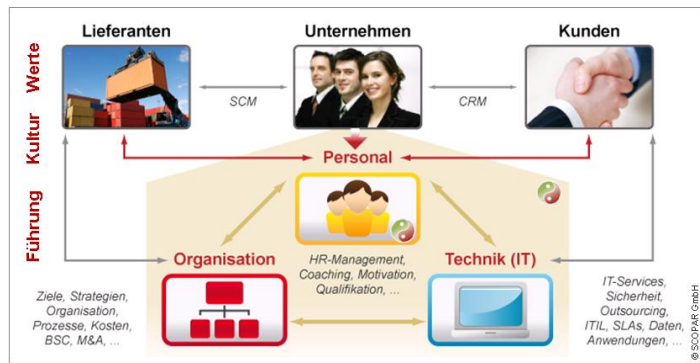 Lieferanten
Unternehmen
Kunden
Werte
Kultur
Führung
SCM
CRM
Personal
Organisation
Technik (IT)
HR-Management,
Coaching, Motivation,
Qualifikation, ...
Ziele, Strategien,
Organisation,
Prozesse, Kosten,
BSC, M&A, ...
IT-Services,
Sicherheit,
Outsourcing,
ITIL, SLAs, Daten,
Anwendungen, ...
© SCOPAR GmbH